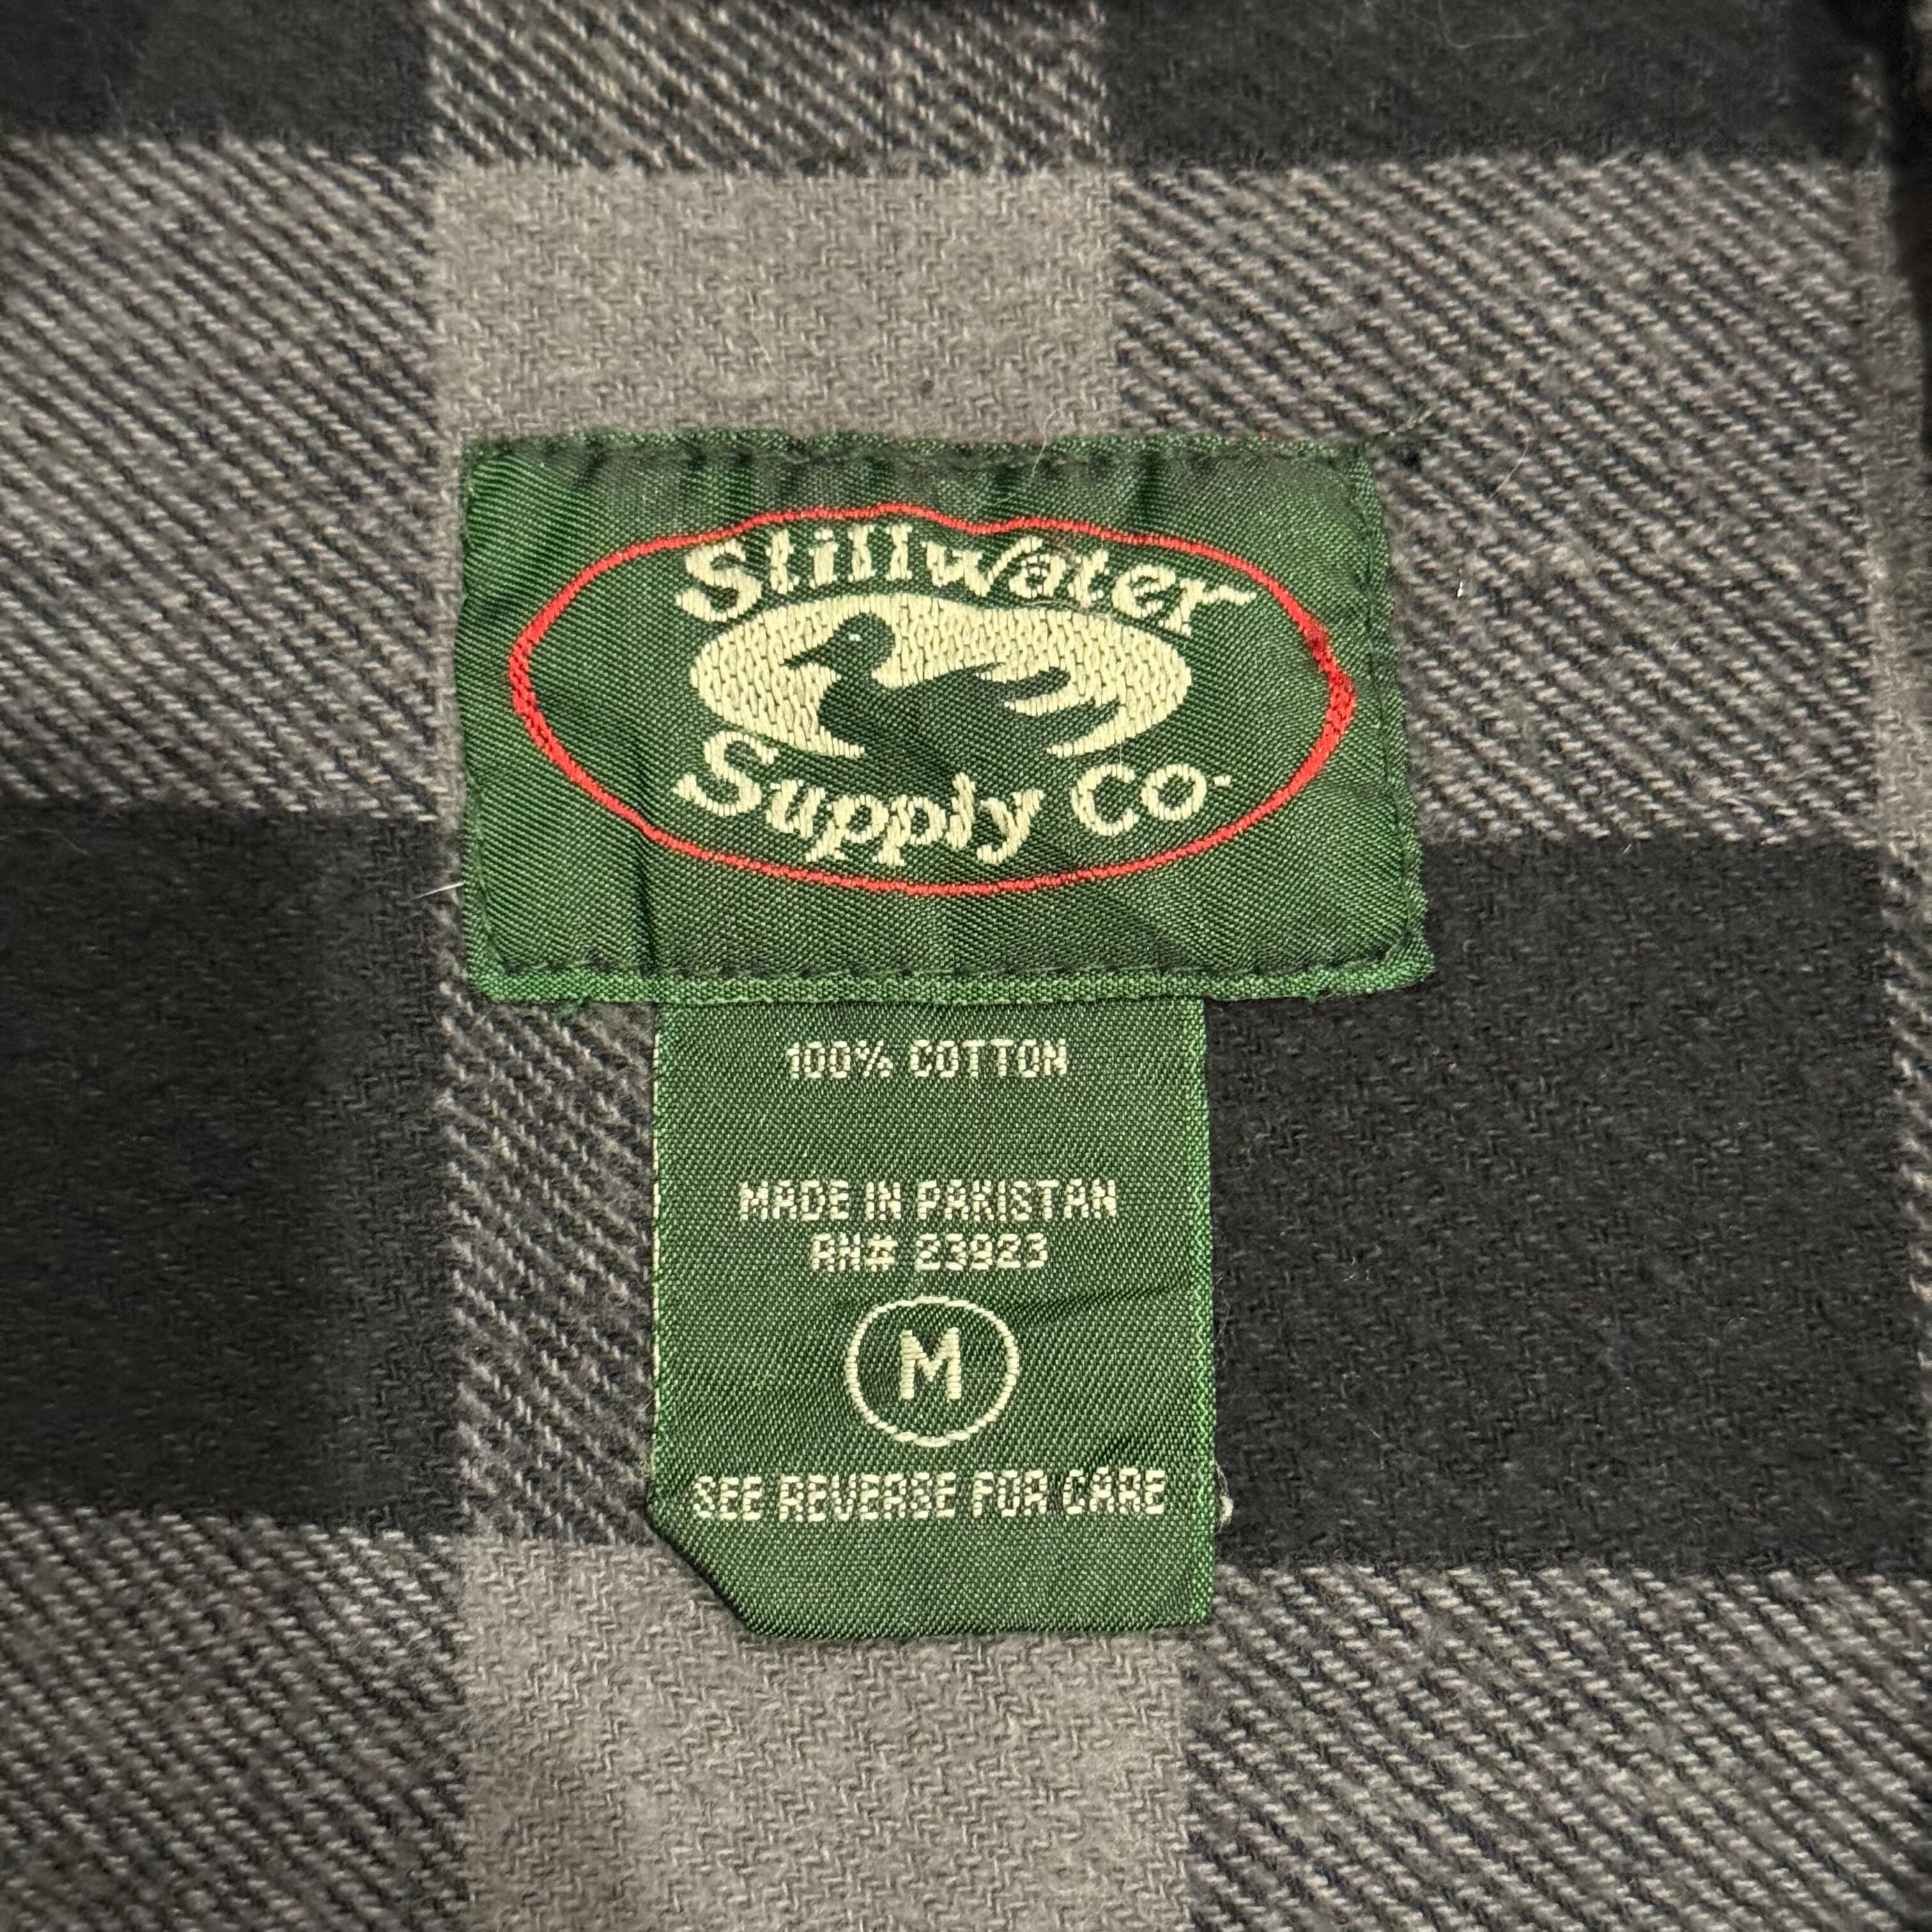 Stillwater
Supply Co.
100% COTTON
MADE IN PAKISTAN
RN# 23923
M
SEE REVERSE FOR CARE